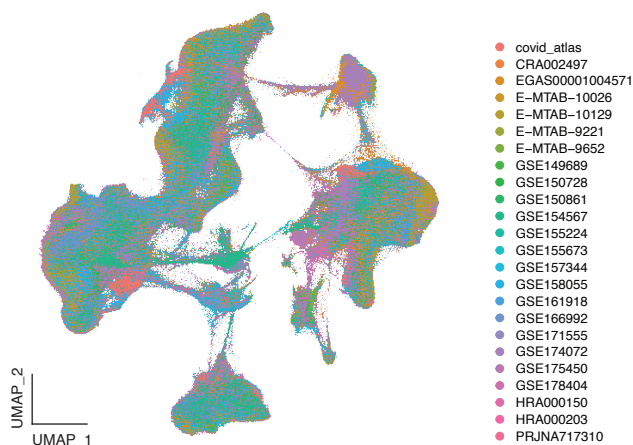 covid_atlas
CRA002497
EGAS00001004571
E−MTAB−10026
E−MTAB−10129
E−MTAB−9221
E−MTAB−9652
GSE149689
GSE150728
GSE150861
GSE154567
GSE155224
GSE155673
GSE157344
GSE158055
GSE161918
GSE166992
GSE171555
GSE174072
GSE175450
GSE178404
HRA000150
HRA000203
PRJNA717310
UMAP_2
UMAP_1